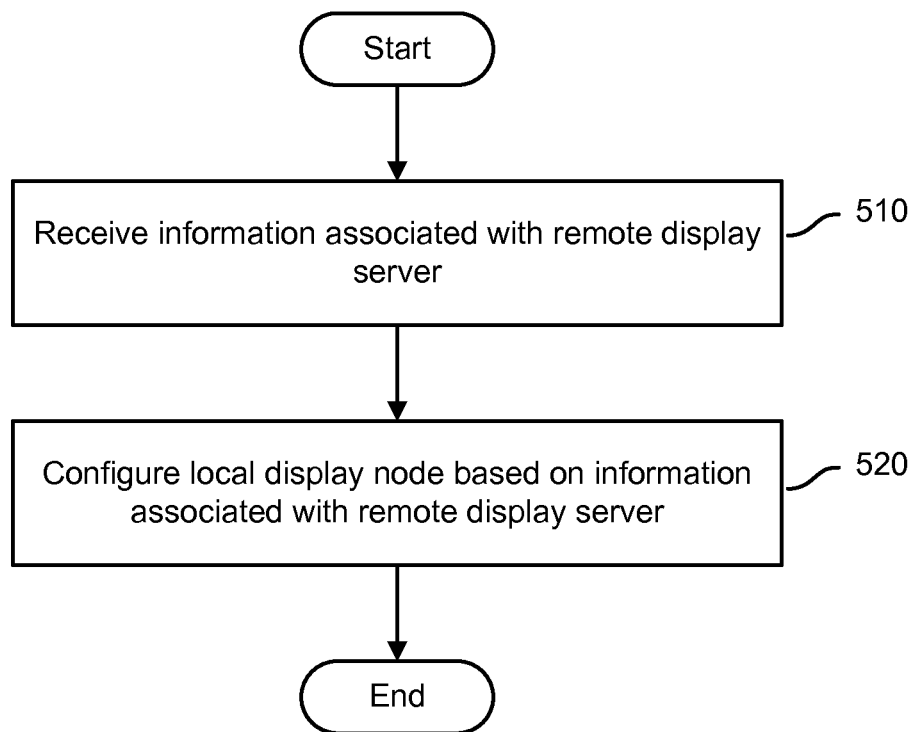 Start
Receive information associated with remote display
server
510
Configure local display node based on information
associated with remote display server
520
End